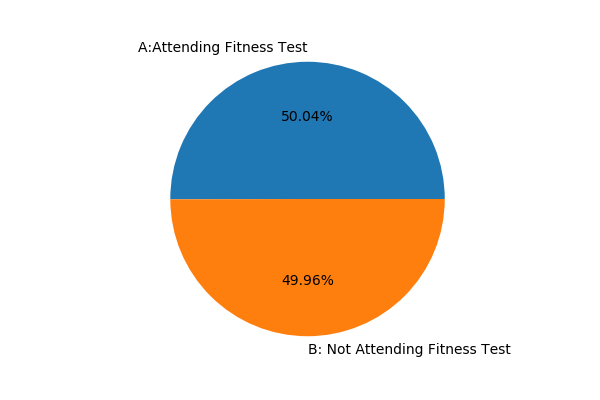 A:Attending Fitness Test
50.04%
49.96%
B: Not Attending Fitness Test